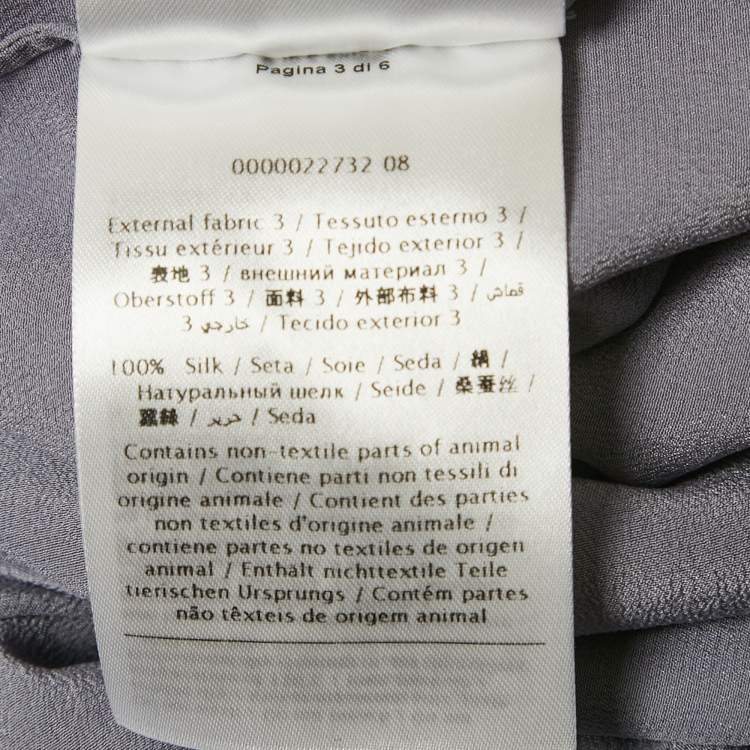 Pagina 3 di 6
0000022732 08
External fabric 3 / Tessuto esterno 3 /
Tissu extérieur 3 / Tejido exterior 3 /
表地 3 / внешний материал 3 /
Oberstoff 3 / 面料 3 / 外部布料 3 / قماش
خارجي 3 / Tecido exterior 3
100% Silk / Seta / Soie / Seda / 絹 /
Натуральный шелк / Seide / 桑蚕丝 /
蠶絲 / حرير / Seda
Contains non-textile parts of animal
origin / Contiene parti non tessili di
origine animale / Contient des parties
non textiles d'origine animale /
contiene partes no textiles de origen
animal / Enthält nichttextile Teile
tierischen Ursprungs / Contém partes
não têxteis de origem animal